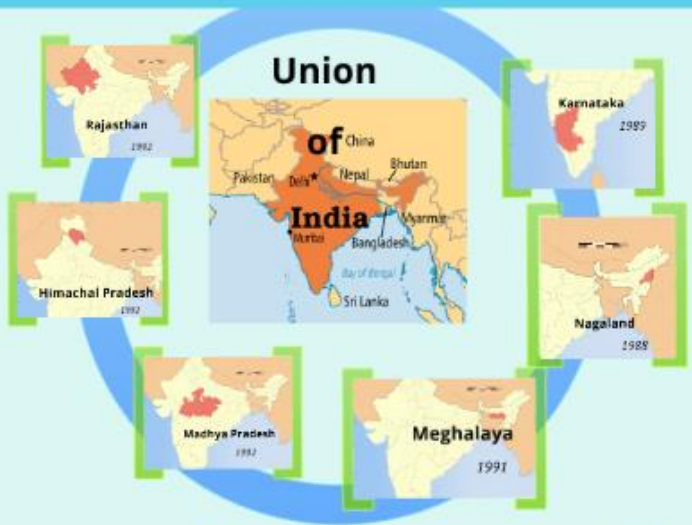 Union
of
India
China
Pakistan
Delhi
Nepal
Bhutan
Mumbai
Bangladesh
Myanmar
Bay of Bengal
Sri Lanka
Rajasthan
1992
Karnataka
1989
Himachal Pradesh
1992
Nagaland
1988
Madhya Pradesh
1992
Meghalaya
1991